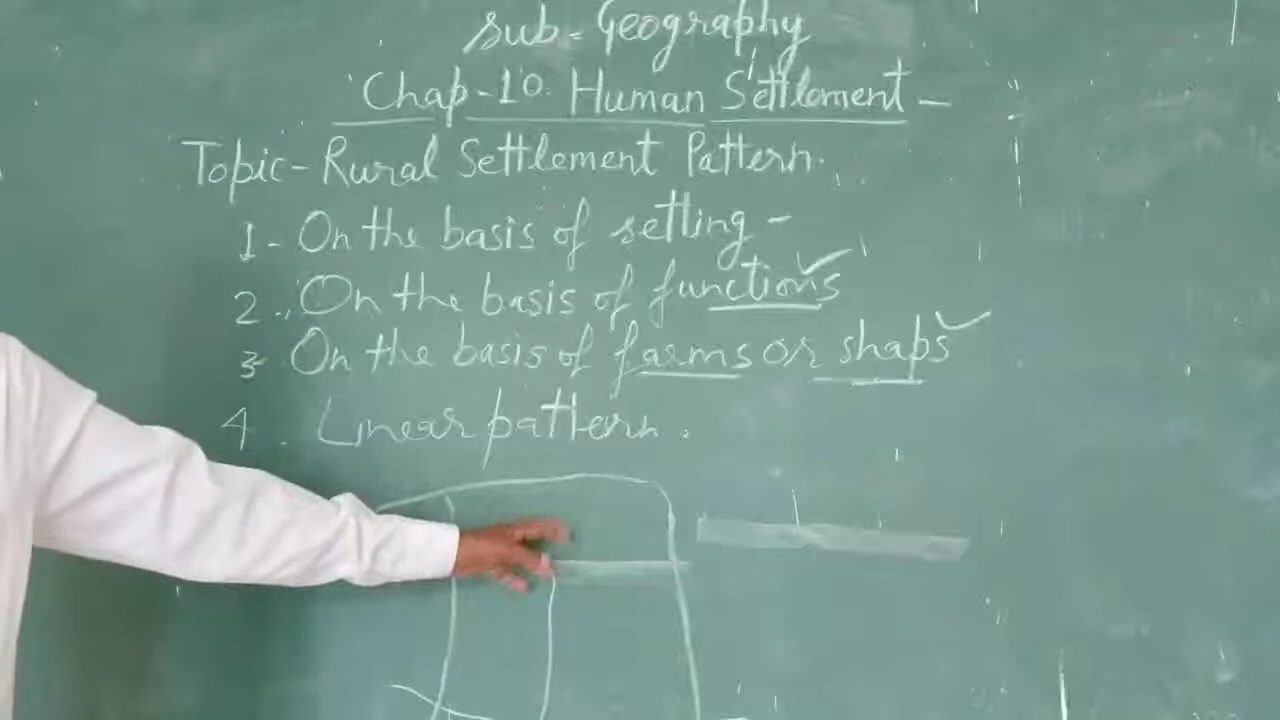 Sub - Geography
Chap-10. Human Settlement -
Topic - Rural Settlement Pattern.
1- On the basis of setting -
2.. On the basis of functions
3- On the basis of farms or shaps
4. Linear pattern.